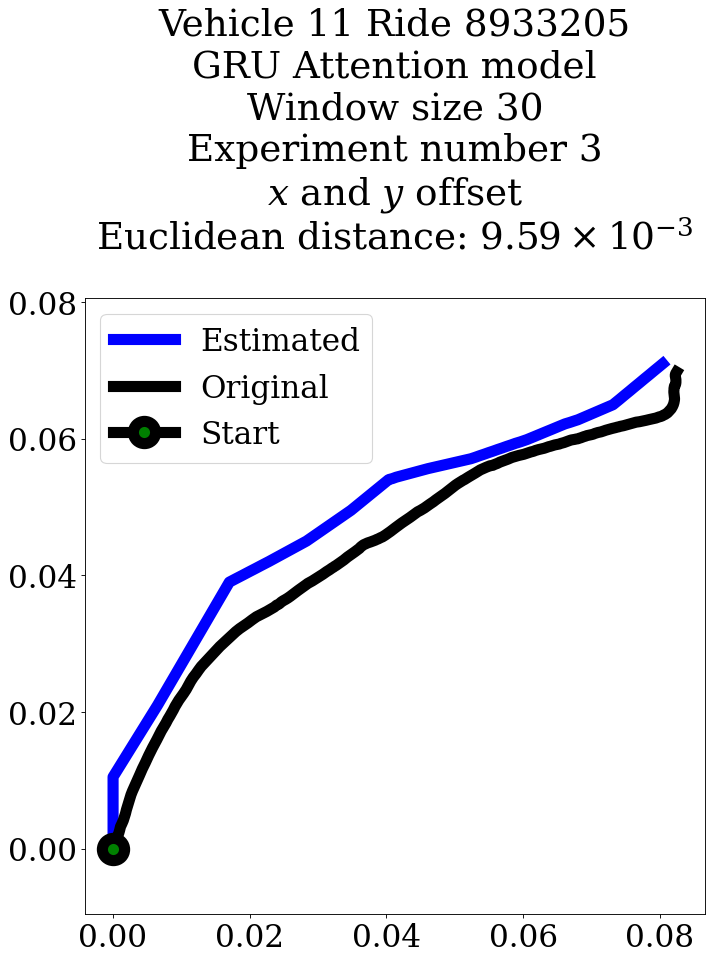 Vehicle 11 Ride 8933205
GRU Attention model
Window size 30
Experiment number 3
x and y offset
Euclidean distance: 9.59 × 10⁻³
0.08
0.06
0.04
0.02
0.00
Estimated
Original
Start
0.00 0.02 0.04 0.06 0.08